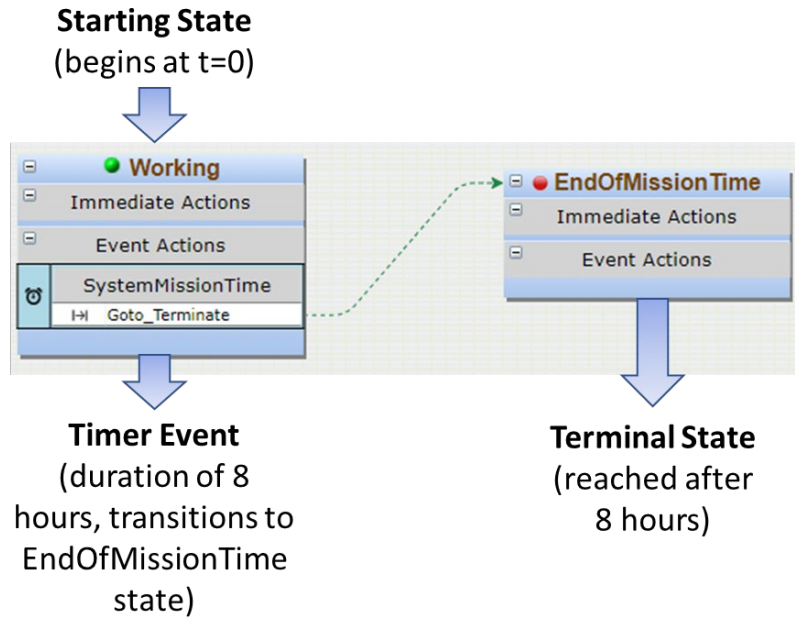 Starting State
(begins at t=0)
Working
Immediate Actions
Event Actions
SystemMissionTime
Goto_Terminate
EndOfMissionTime
Immediate Actions
Event Actions
Timer Event
(duration of 8
hours, transitions to
EndOfMissionTime
state)
Terminal State
(reached after
8 hours)